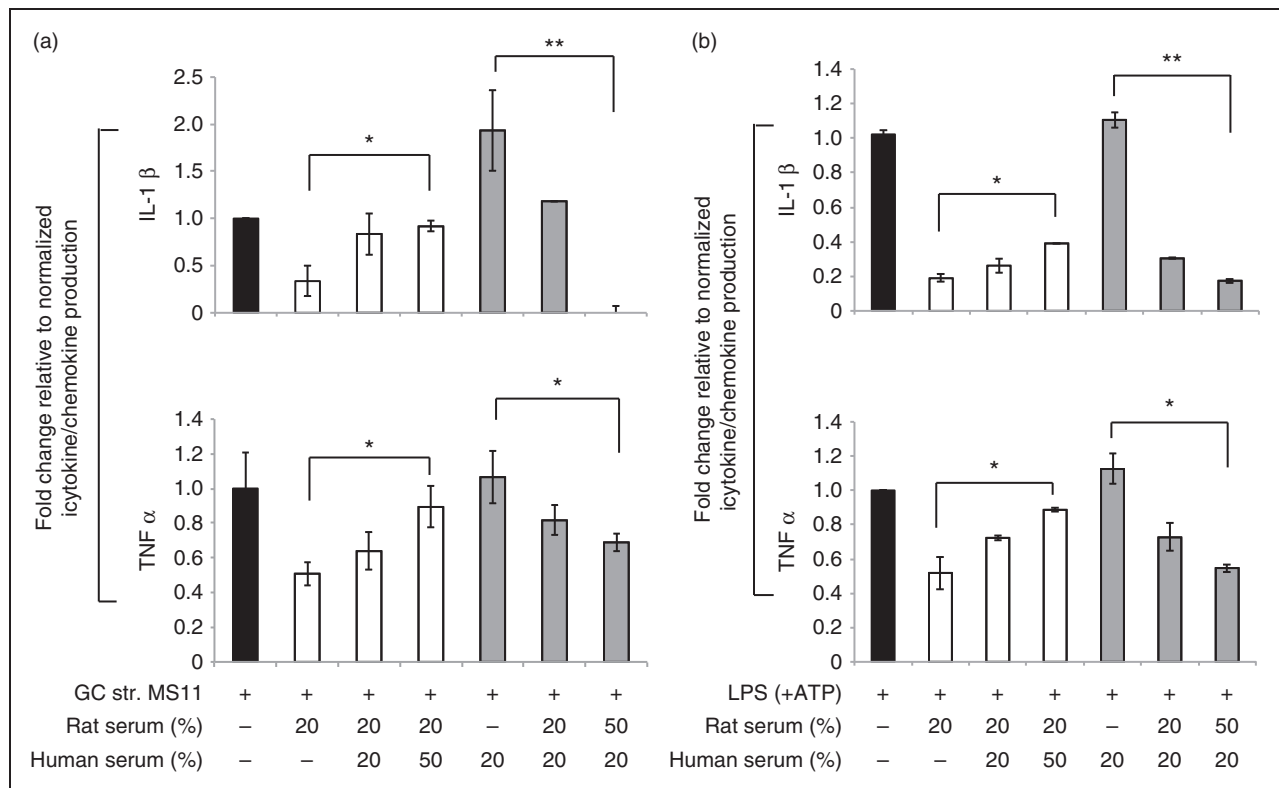 (a)
**
2.5
2.0
1.5
1.0
0.5
0
*
IL-1 β
Fold change relative to normalized
icytokine/chemokine production
1.4
1.2
1.0
0.8
0.6
0.4
0.2
0
*
*
TNF α
GC str. MS11 + + + + + + +
Rat serum (%) – 20 20 20 – 20 50
Human serum (%) – – 20 50 20 20 20
(b)
**
1.4
1.2
1.0
0.8
0.6
0.4
0.2
0
*
IL-1 β
Fold change relative to normalized
icytokine/chemokine production
1.4
1.2
1.0
0.8
0.6
0.4
0.2
0
*
*
TNF α
LPS (+ATP) + + + + + + +
Rat serum (%) – 20 20 20 – 20 50
Human serum (%) – – 20 50 20 20 20